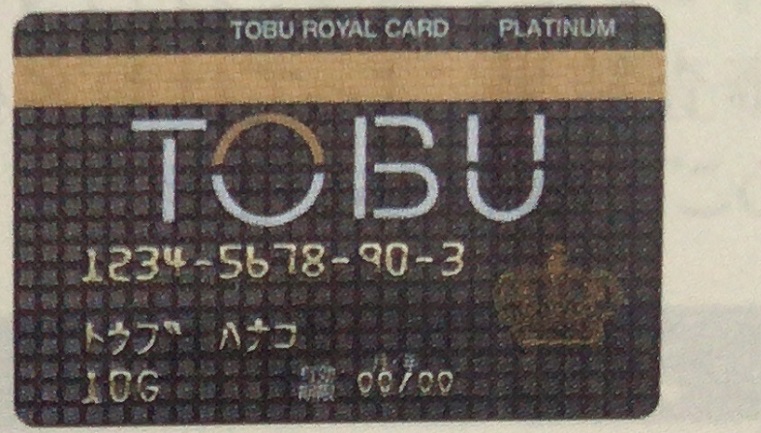 TOBU ROYAL CARD PLATINUM
TOBU
1234-5678-90-3
トウブ ハナコ
10G 00/00